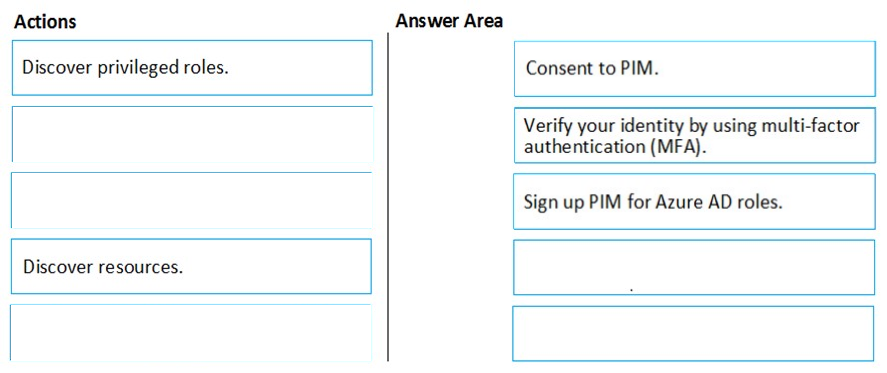 Actions
Answer Area
Discover privileged roles.
Consent to PIM.
Verify your identity by using multi-factor
authentication (MFA).
Sign up PIM for Azure AD roles.
Discover resources.
.